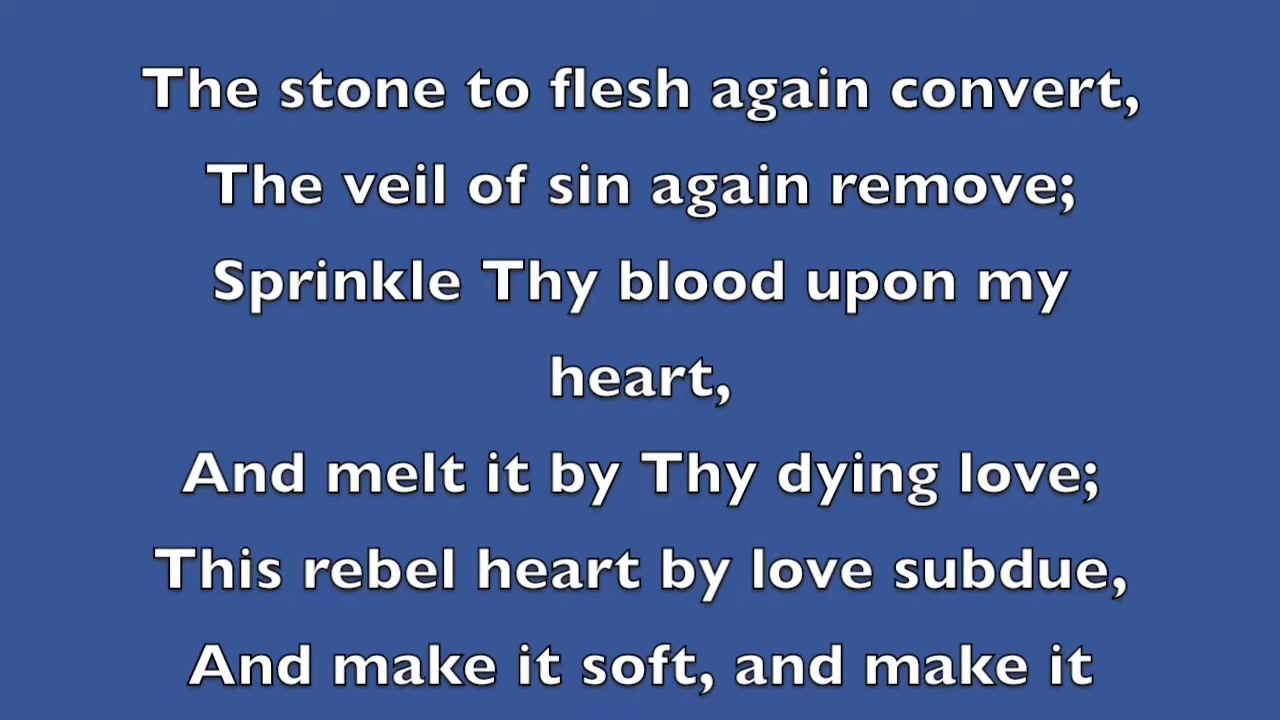 The stone to flesh again convert,
The veil of sin again remove;
Sprinkle Thy blood upon my
heart,
And melt it by Thy dying love;
This rebel heart by love subdue,
And make it soft, and make it